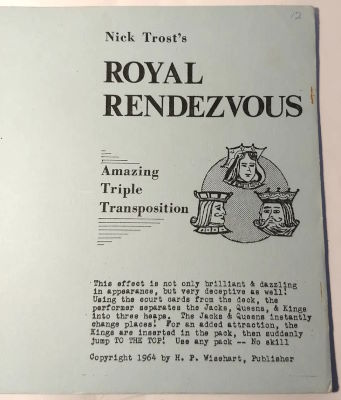 12
Nick Trost's
ROYAL
RENDEZVOUS
Amazing
Triple
Transposition
This effect is not only brilliant & dazzling
in appearance, but very deceptive as well!
Using the court cards from the deck, the
performer separates the Jacks, Queens, & Kings
into three heaps. The Jacks & Queens instantly
change places! For an added attraction, the
Kings are inserted in the pack, then suddenly
jump TO THE TOP! Use any pack -- No skill
Copyright 1964 by H. P. Wisehart, Publisher